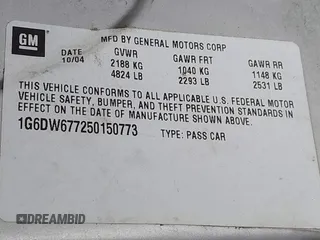 GM
MFD BY GENERAL MOTORS CORP
DATE GVWR GAWR FRT GAWR RR
10/04 2188 KG 1040 KG 1148 KG
4824 LB 2293 LB 2531 LB
THIS VEHICLE CONFORMS TO ALL APPLICABLE U.S. FEDERAL MOTOR
VEHICLE SAFETY, BUMPER, AND THEFT PREVENTION STANDARDS IN
EFFECT ON THE DATE OF MANUFACTURE SHOWN ABOVE.
1G6DW677250150773 TYPE: PASS CAR
DREAMBID